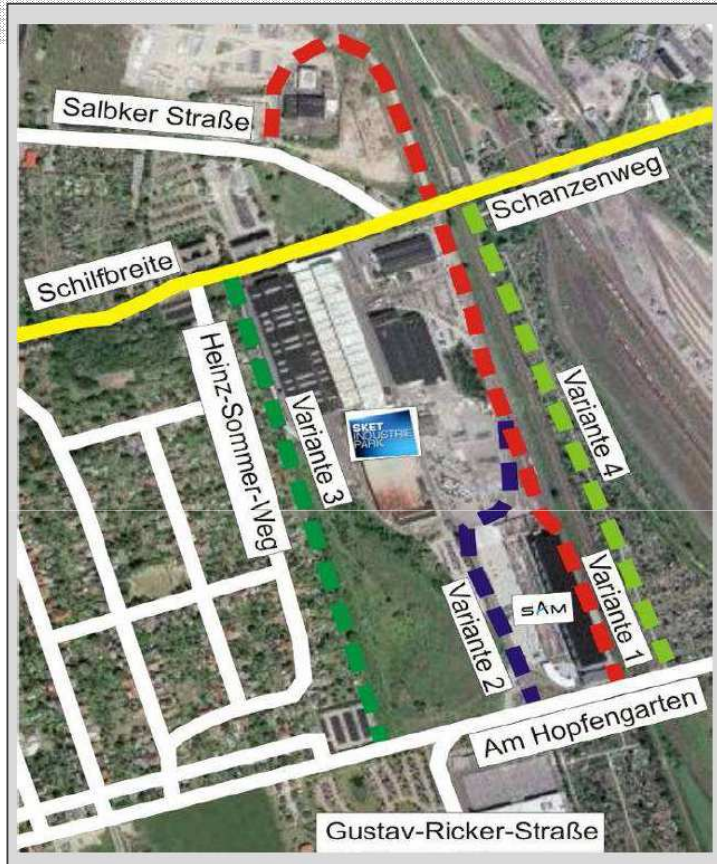 Salbker Straße
Schanzenweg
Schilfbreite
Heinz-Sommer-Weg
Variante 3
SKET
INDUSTRIE
PARK
Variante 4
Variante 2
SAM
Variante 1
Am Hopfengarten
Gustav-Ricker-Straße